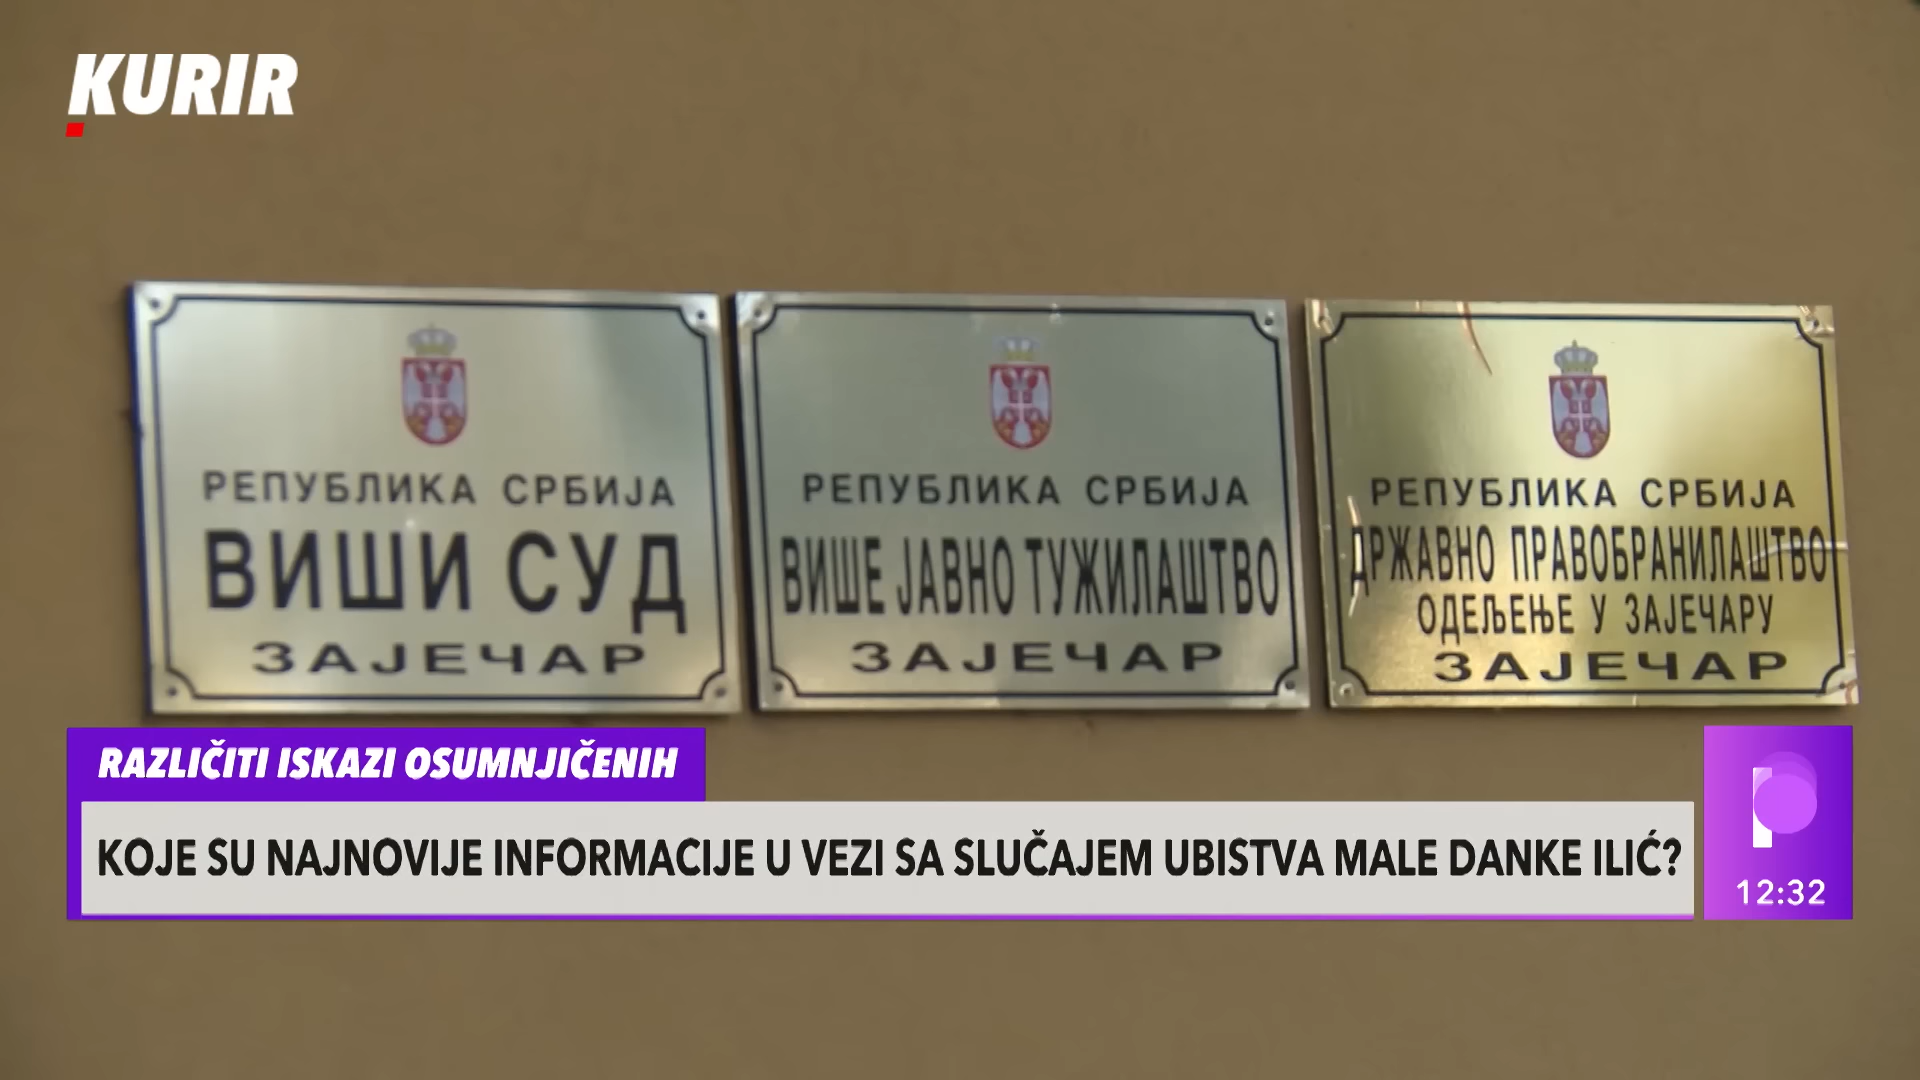 KURIR
РЕПУБЛИКА СРБИЈА
ВИШИ СУД
ЗАЈЕЧАР
РЕПУБЛИКА СРБИЈА
ВИШЕ ЈАВНО ТУЖИЛАШТВО
ЗАЈЕЧАР
РЕПУБЛИКА СРБИЈА
ДРЖАВНО ПРАВОБРАНИЛАШТВО
ОДЕЉЕЊЕ У ЗАЈЕЧАРУ
ЗАЈЕЧАР
RAZLIČITI ISKAZI OSUMNJIČENIH
KOJE SU NAJNOVIJE INFORMACIJE U VEZI SA SLUČAJEM UBISTVA MALE DANKE ILIĆ?
12:32